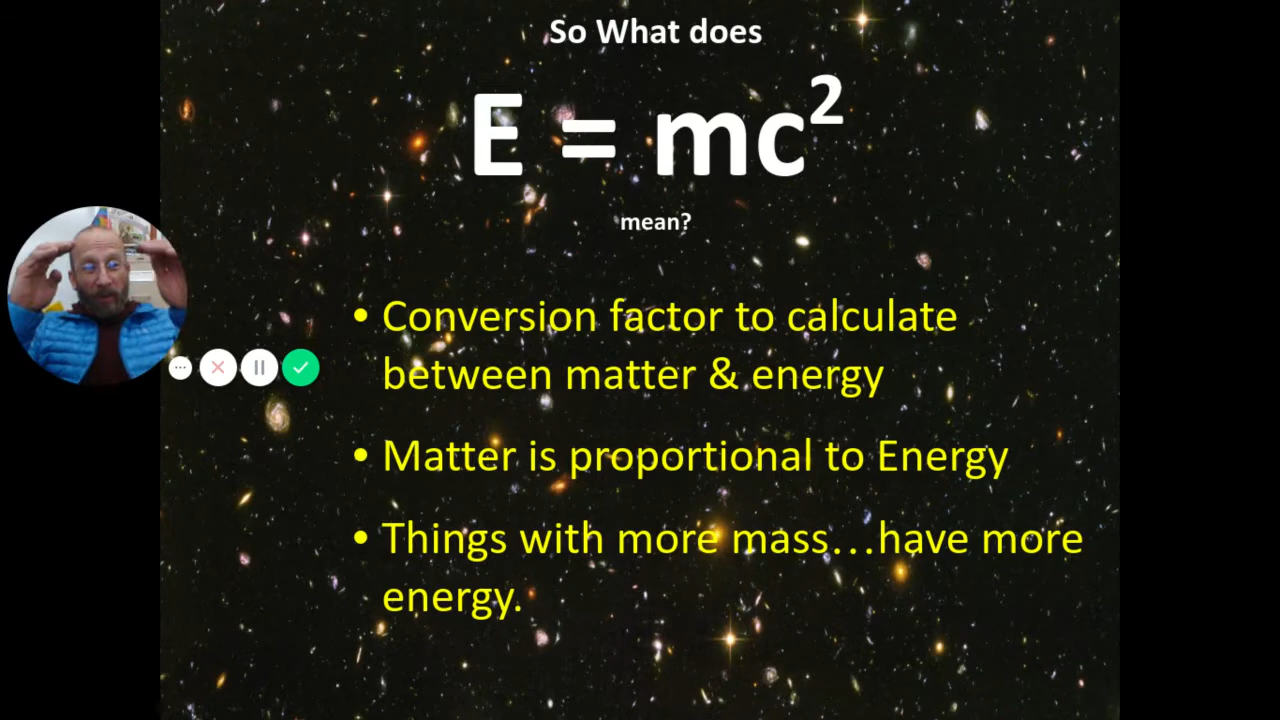 So What does
E = mc²
mean?
• Conversion factor to calculate
between matter & energy
• Matter is proportional to Energy
• Things with more mass…have more
energy.